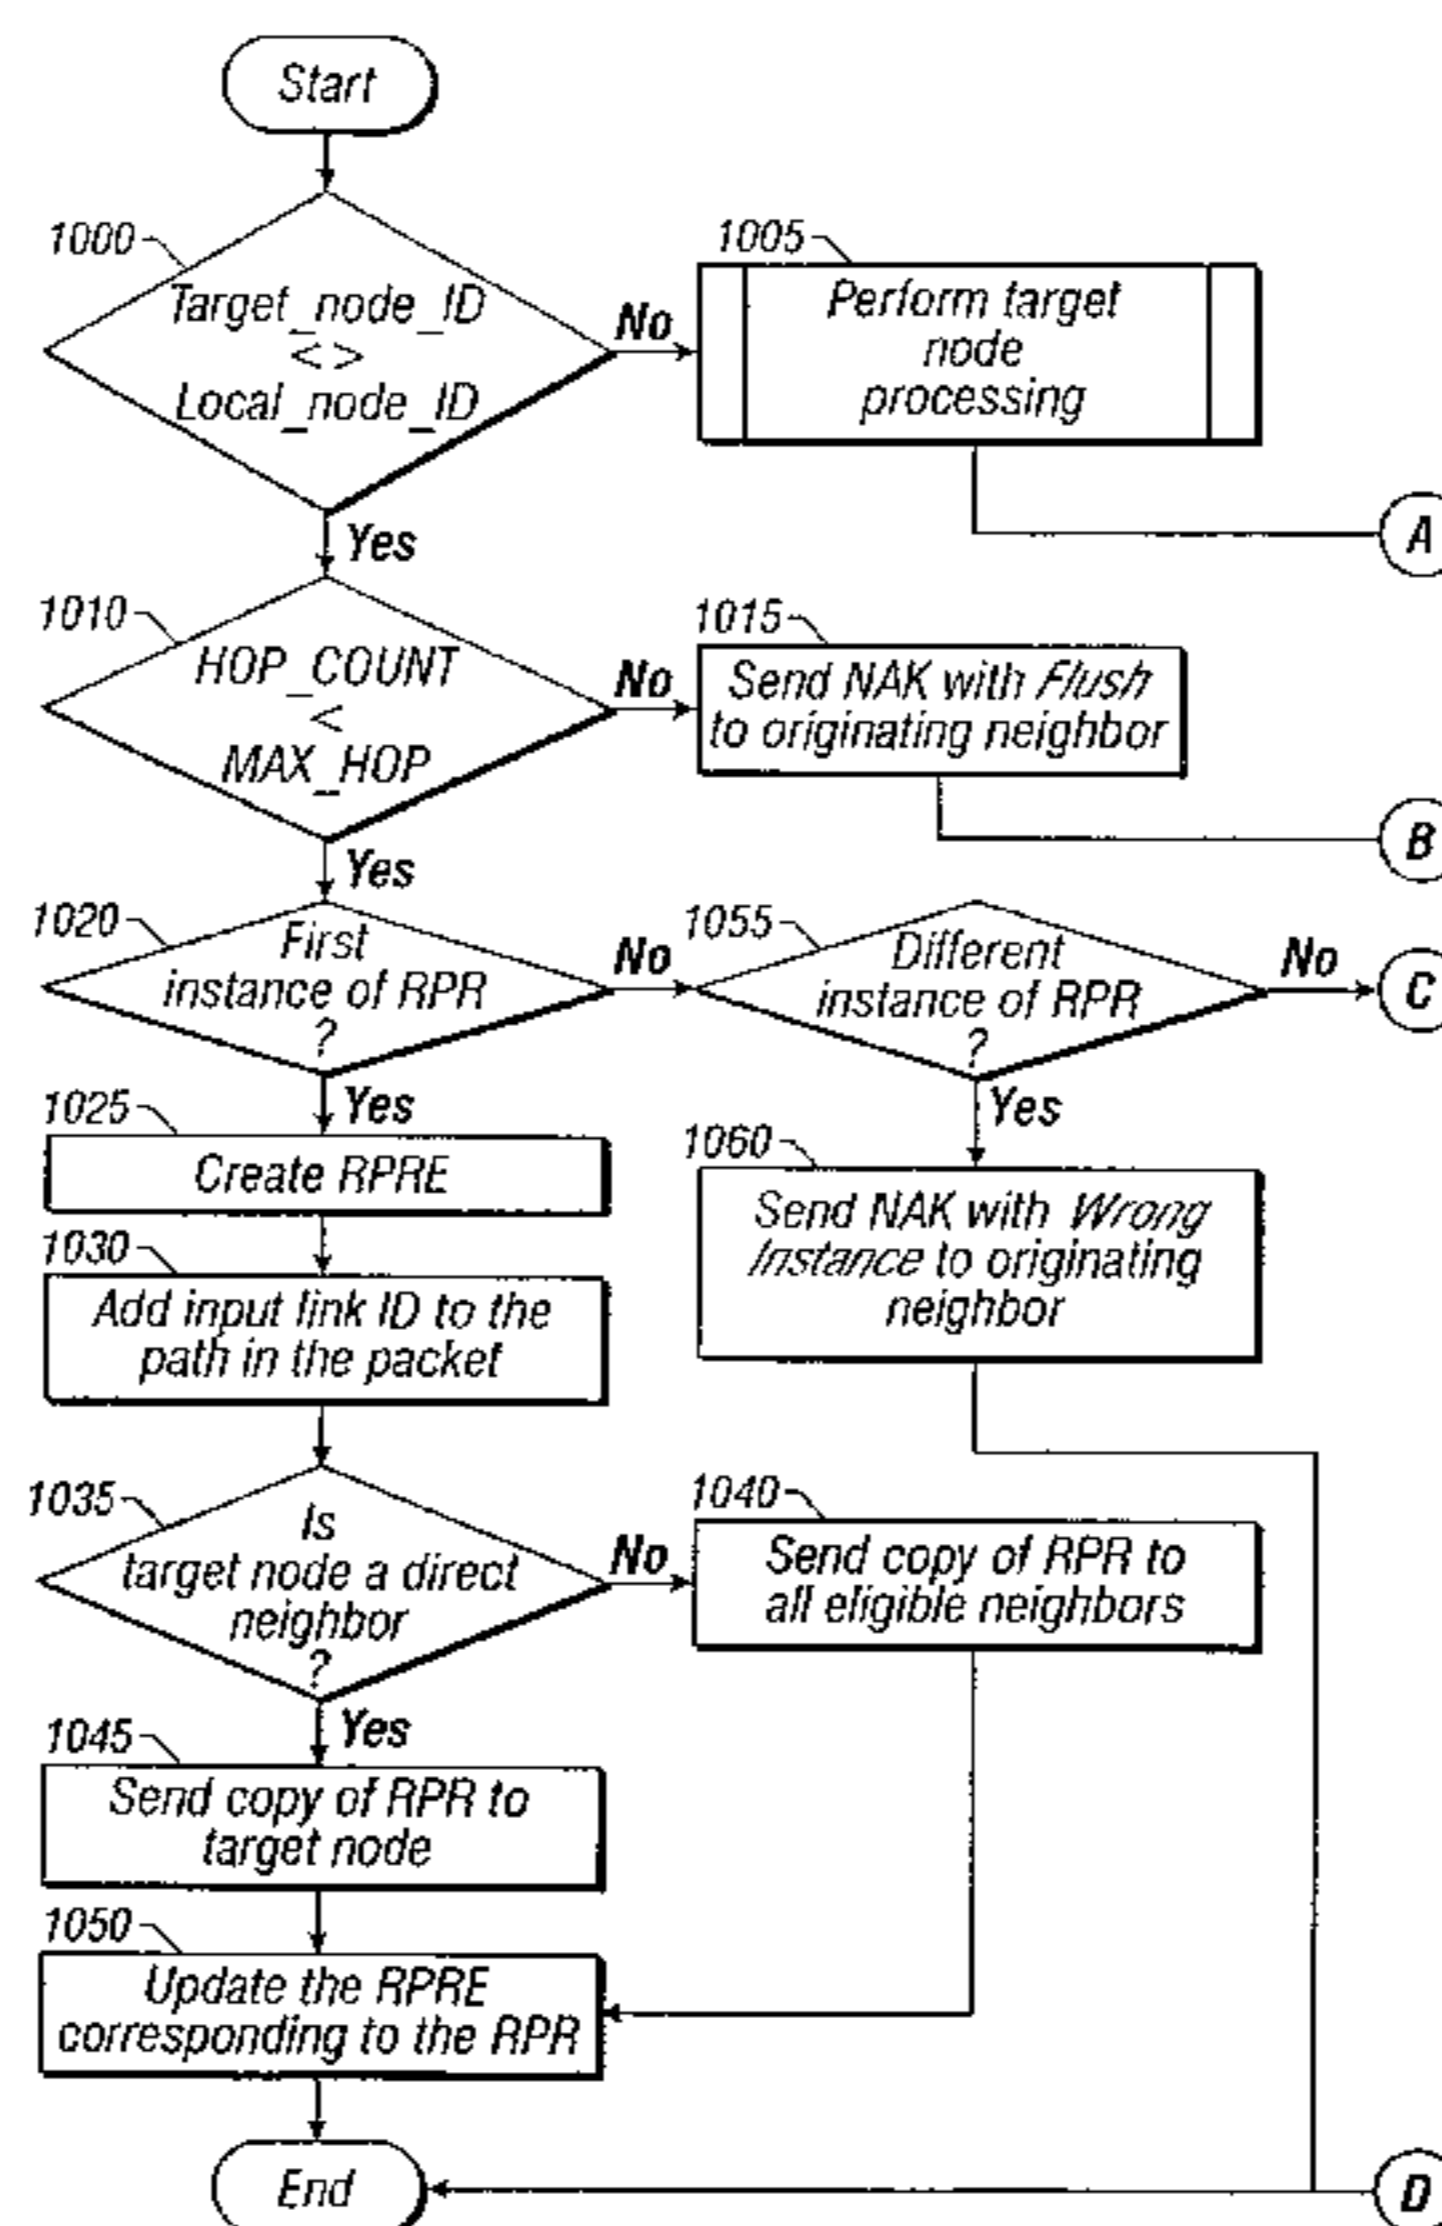 Start
1000
Target_node_ID
<>
Local_node_ID
No
1005
Perform target
node
processing
A
Yes
1010
HOP_COUNT
<
MAX_HOP
No
1015
Send NAK with Flush
to originating neighbor
B
Yes
1020
First
instance of RPR
?
No
1055
Different
instance of RPR
?
No
C
Yes
1025
Create RPRE
Yes
1060
Send NAK with Wrong
Instance to originating
neighbor
1030
Add input link ID to the
path in the packet
1035
Is
target node a direct
neighbor
?
No
1040
Send copy of RPR to
all eligible neighbors
Yes
1045
Send copy of RPR to
target node
1050
Update the RPRE
corresponding to the RPR
End
D